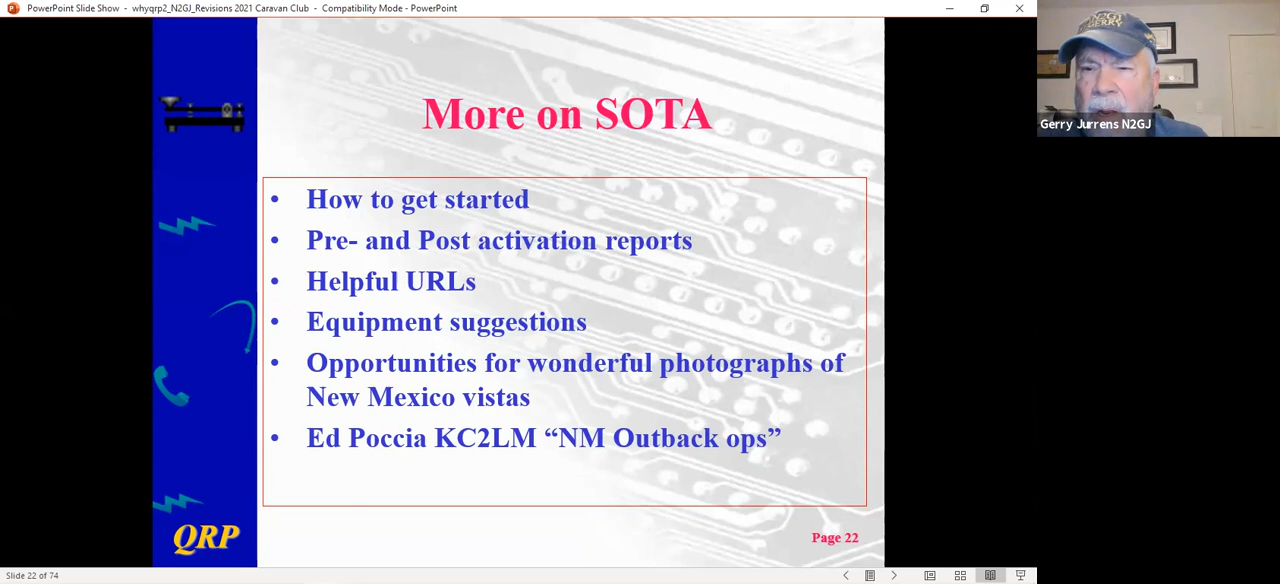 PowerPoint Slide Show - whyqrp2_N2GJ_Revisions 2021 Caravan Club - Compatibility Mode - PowerPoint
N2GJ
GERRY
Gerry Jurrens N2GJ
More on SOTA
• How to get started
• Pre- and Post activation reports
• Helpful URLs
• Equipment suggestions
• Opportunities for wonderful photographs of
New Mexico vistas
• Ed Poccia KC2LM “NM Outback ops”
QRP
Page 22
Slide 22 of 74